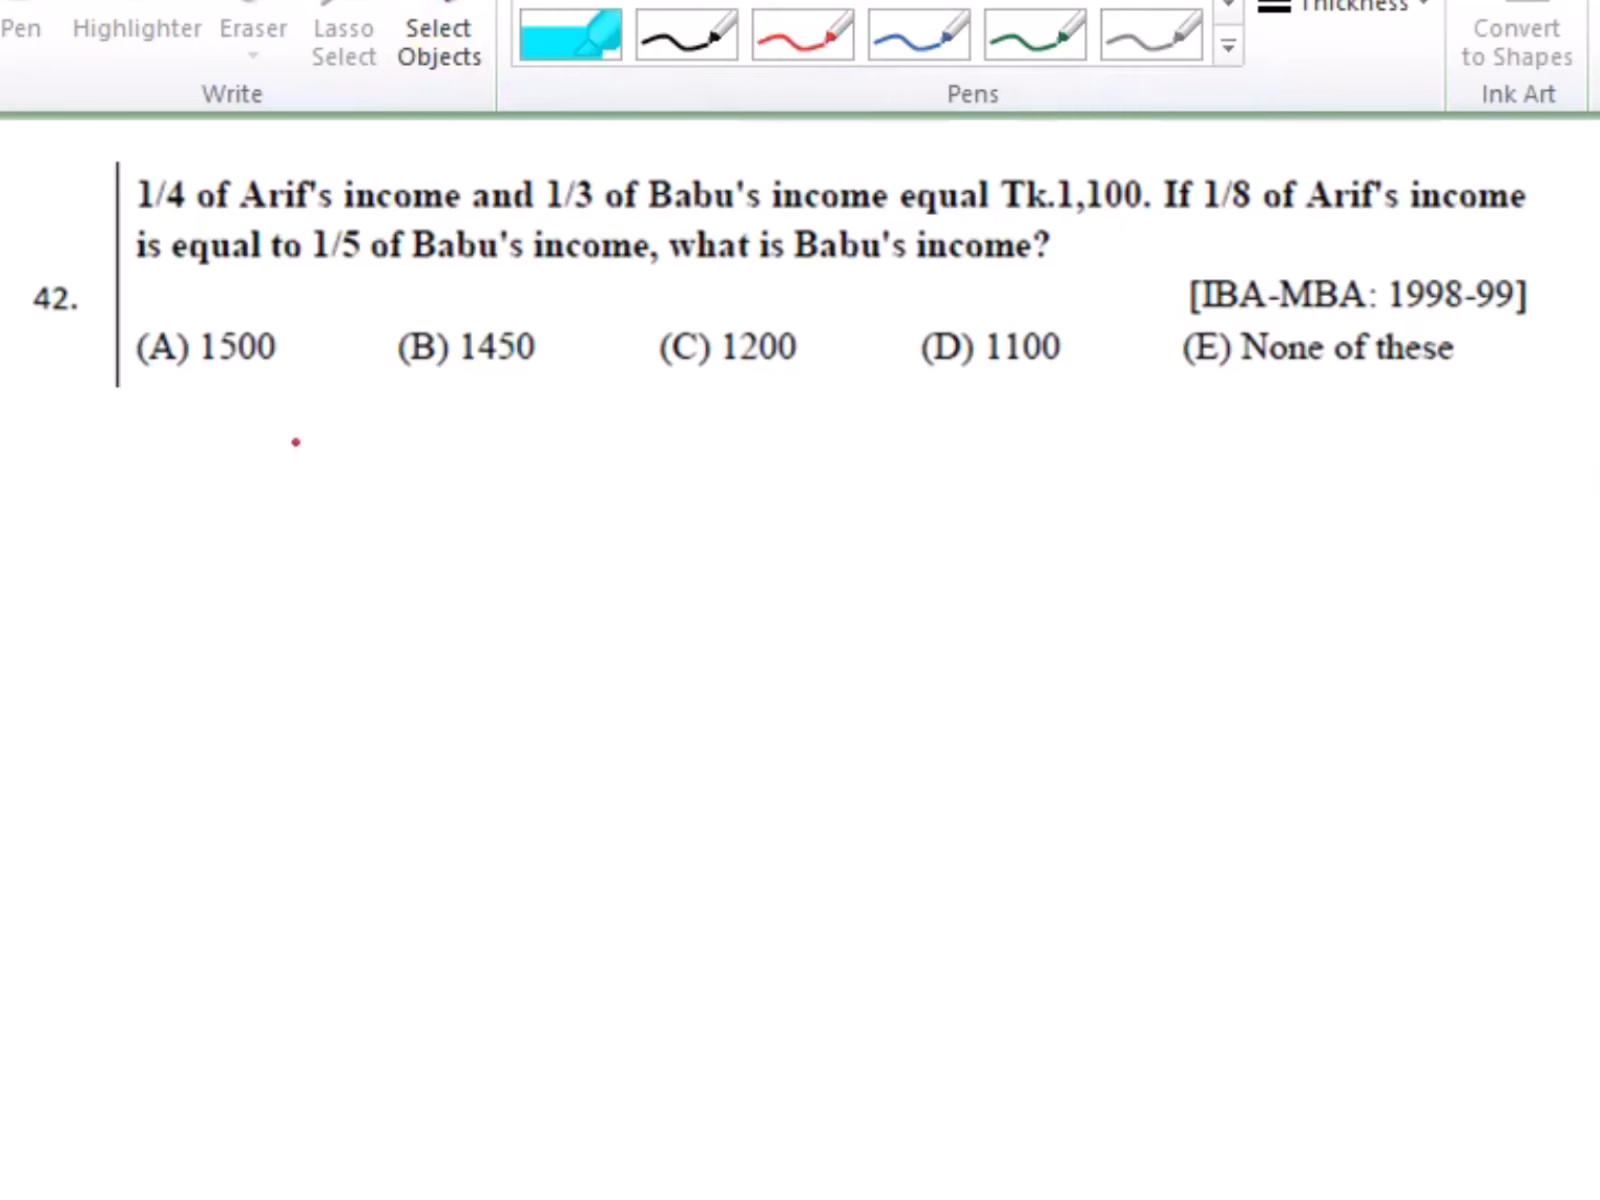 Pen Highlighter Eraser Lasso Select Select Objects Thickness Convert to Shapes
Write Pens Ink Art
1/4 of Arif's income and 1/3 of Babu's income equal Tk.1,100. If 1/8 of Arif's income
is equal to 1/5 of Babu's income, what is Babu's income?
42. [IBA-MBA: 1998-99]
(A) 1500 (B) 1450 (C) 1200 (D) 1100 (E) None of these